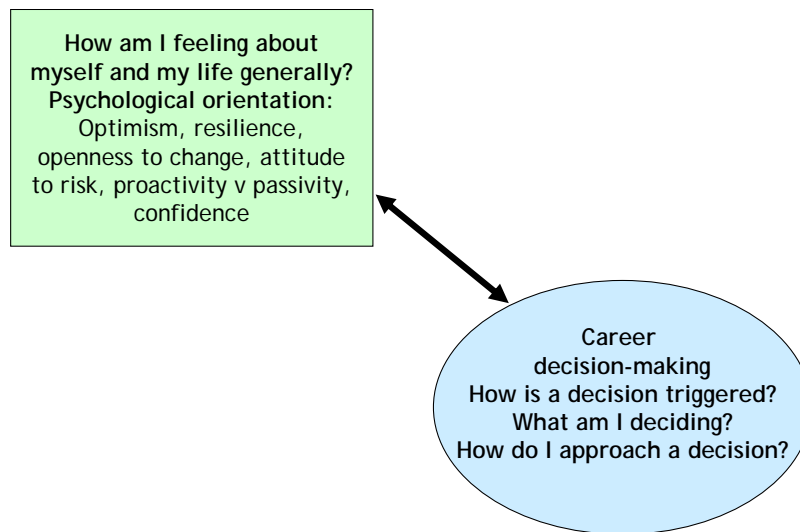 How am I feeling about
myself and my life generally?
Psychological orientation:
Optimism, resilience,
openness to change, attitude
to risk, proactivity v passivity,
confidence
Career
decision-making
How is a decision triggered?
What am I deciding?
How do I approach a decision?